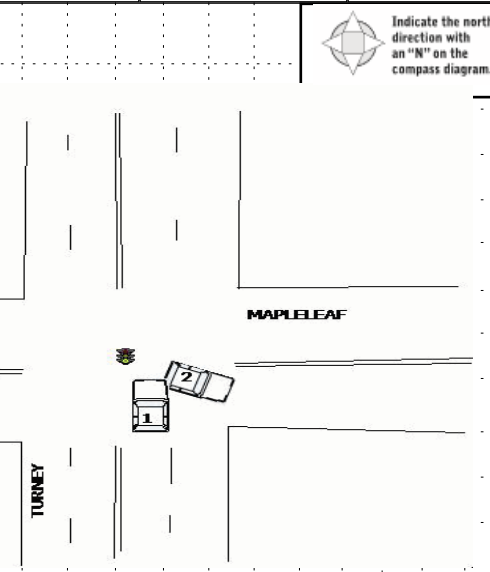 Indicate the north
direction with
an "N" on the
compass diagram.
MAPLELEAF
2
1
TURNEY